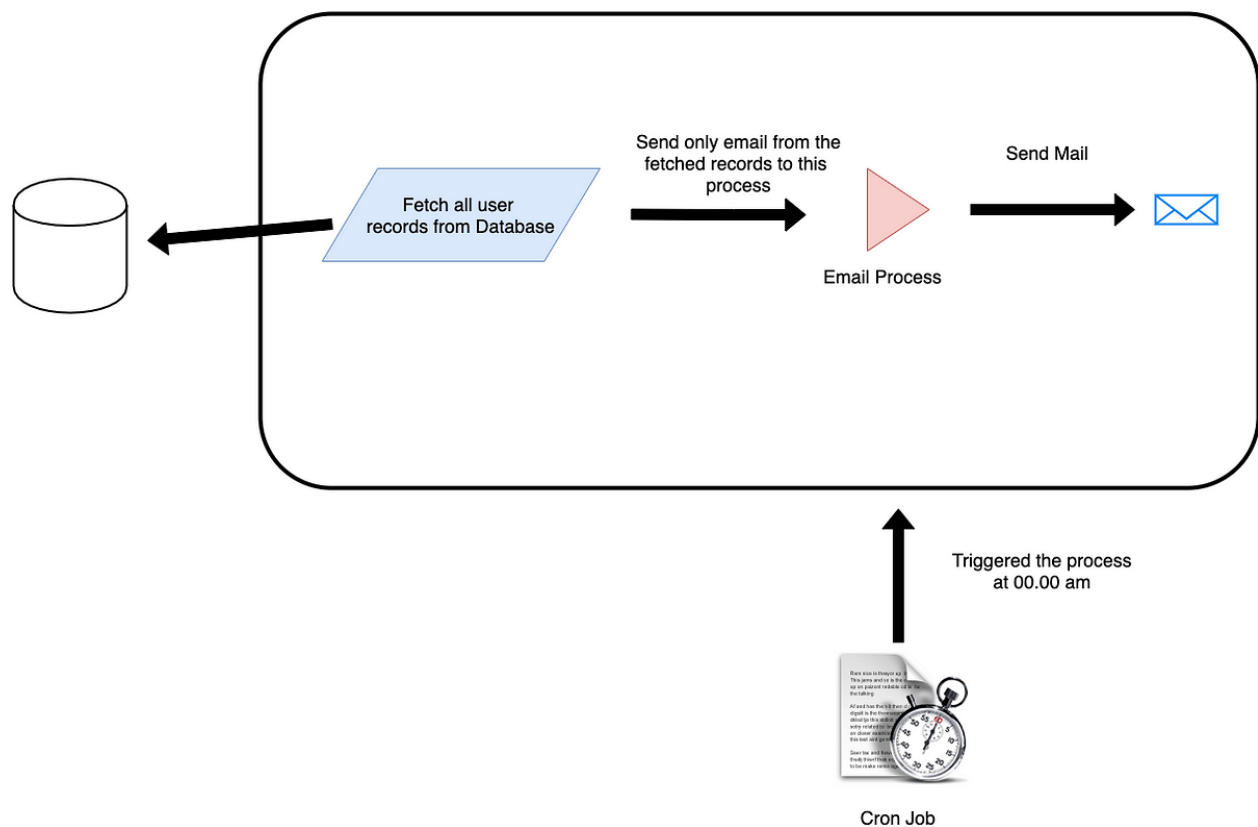 Send only email from the
fetched records to this
process
Send Mail
Fetch all user
records from Database
Email Process
Triggered the process
at 00.00 am
Cron Job